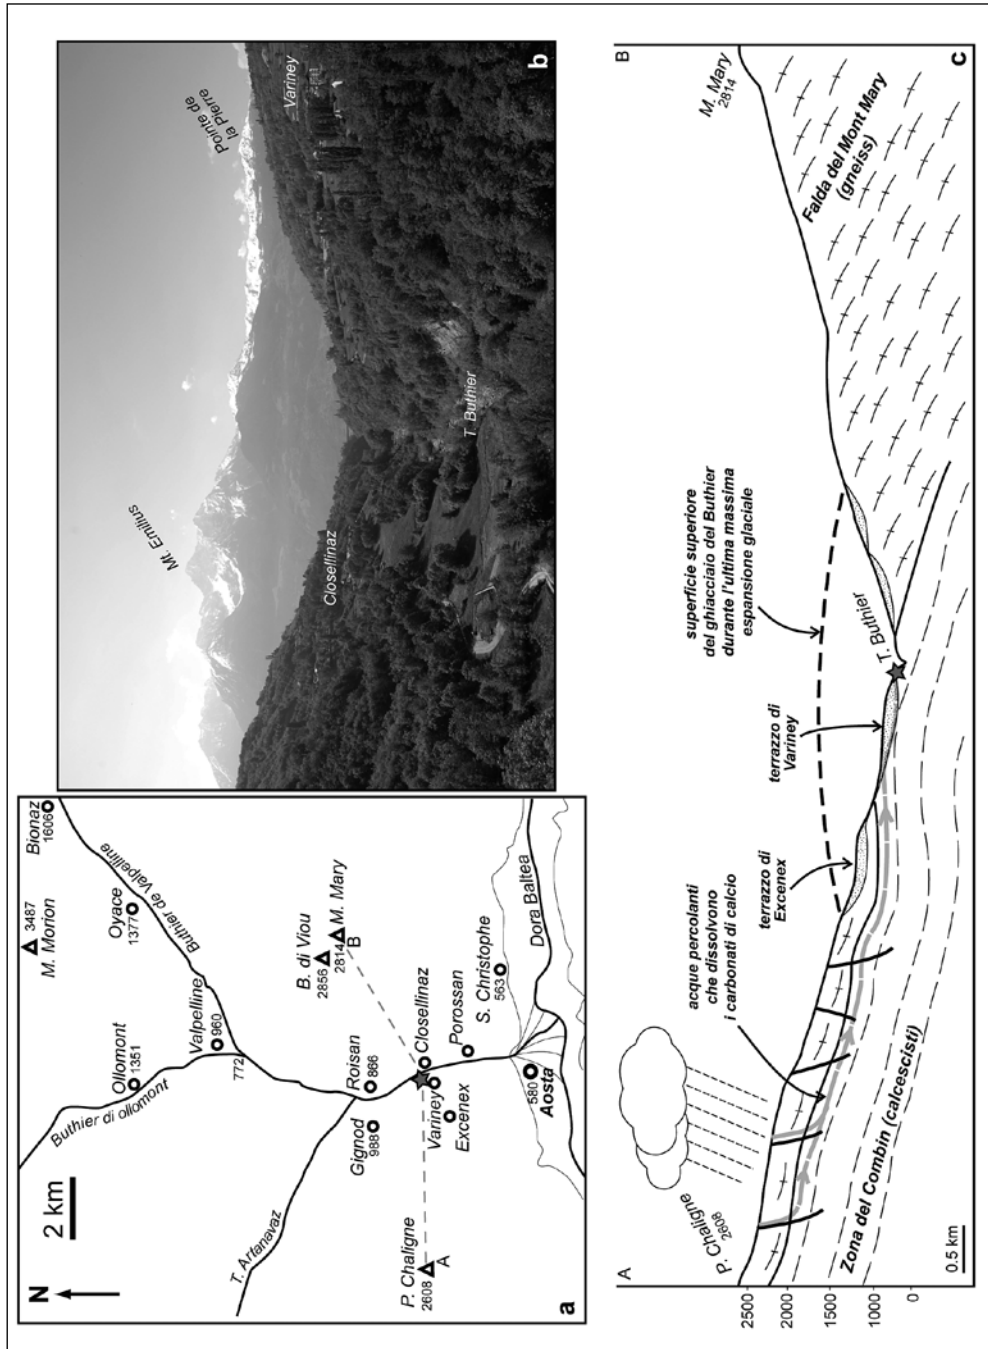 N
2 km
Buthier di ollomont
Ollomont
1351
Valpelline
960
772
M. Morion
3487
Oyace
1377
Bionaz
1606
Buthier de Valpelline
T. Artanavaz
Gignod
988
Roisan
866
B. di Viou
2856
2814
M. Mary
B
P. Chaligne
2608
A
Variney
Closellinaz
Excenex
Porossan
S. Christophe
563
580
Aosta
Dora Baltea
a
Mt. Emilius
Pointe de
la Pierre
Closellinaz
Variney
T. Buthier
b
A
B
P. Chaligne
2608
M. Mary
2814
acque percolanti
che dissolvono
i carbonati di calcio
terrazzo di
Excenex
terrazzo di
Variney
superficie superiore
del ghiacciaio del Buthier
durante l'ultima massima
espansione glaciale
T. Buthier
Falda del Mont Mary
(gneiss)
Zona del Combin (calcescisti)
2500
2000
1500
1000
0
0.5 km
c